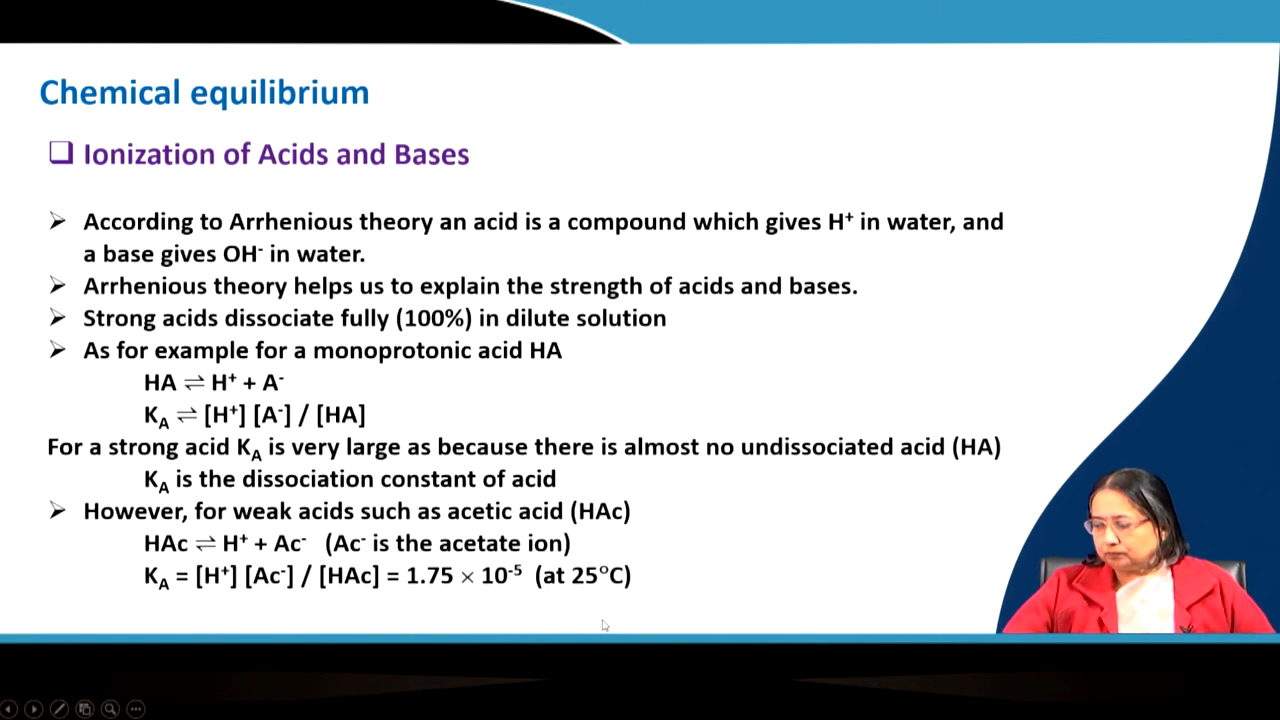 Chemical equilibrium
❑ Ionization of Acids and Bases
➢ According to Arrhenious theory an acid is a compound which gives H⁺ in water, and
a base gives OH⁻ in water.
➢ Arrhenious theory helps us to explain the strength of acids and bases.
➢ Strong acids dissociate fully (100%) in dilute solution
➢ As for example for a monoprotonic acid HA
HA ⇌ H⁺ + A⁻
K_A ⇌ [H⁺] [A⁻] / [HA]
For a strong acid K_A is very large as because there is almost no undissociated acid (HA)
K_A is the dissociation constant of acid
➢ However, for weak acids such as acetic acid (HAc)
HAc ⇌ H⁺ + Ac⁻ (Ac⁻ is the acetate ion)
K_A = [H⁺] [Ac⁻] / [HAc] = 1.75 × 10⁻⁵ (at 25°C)